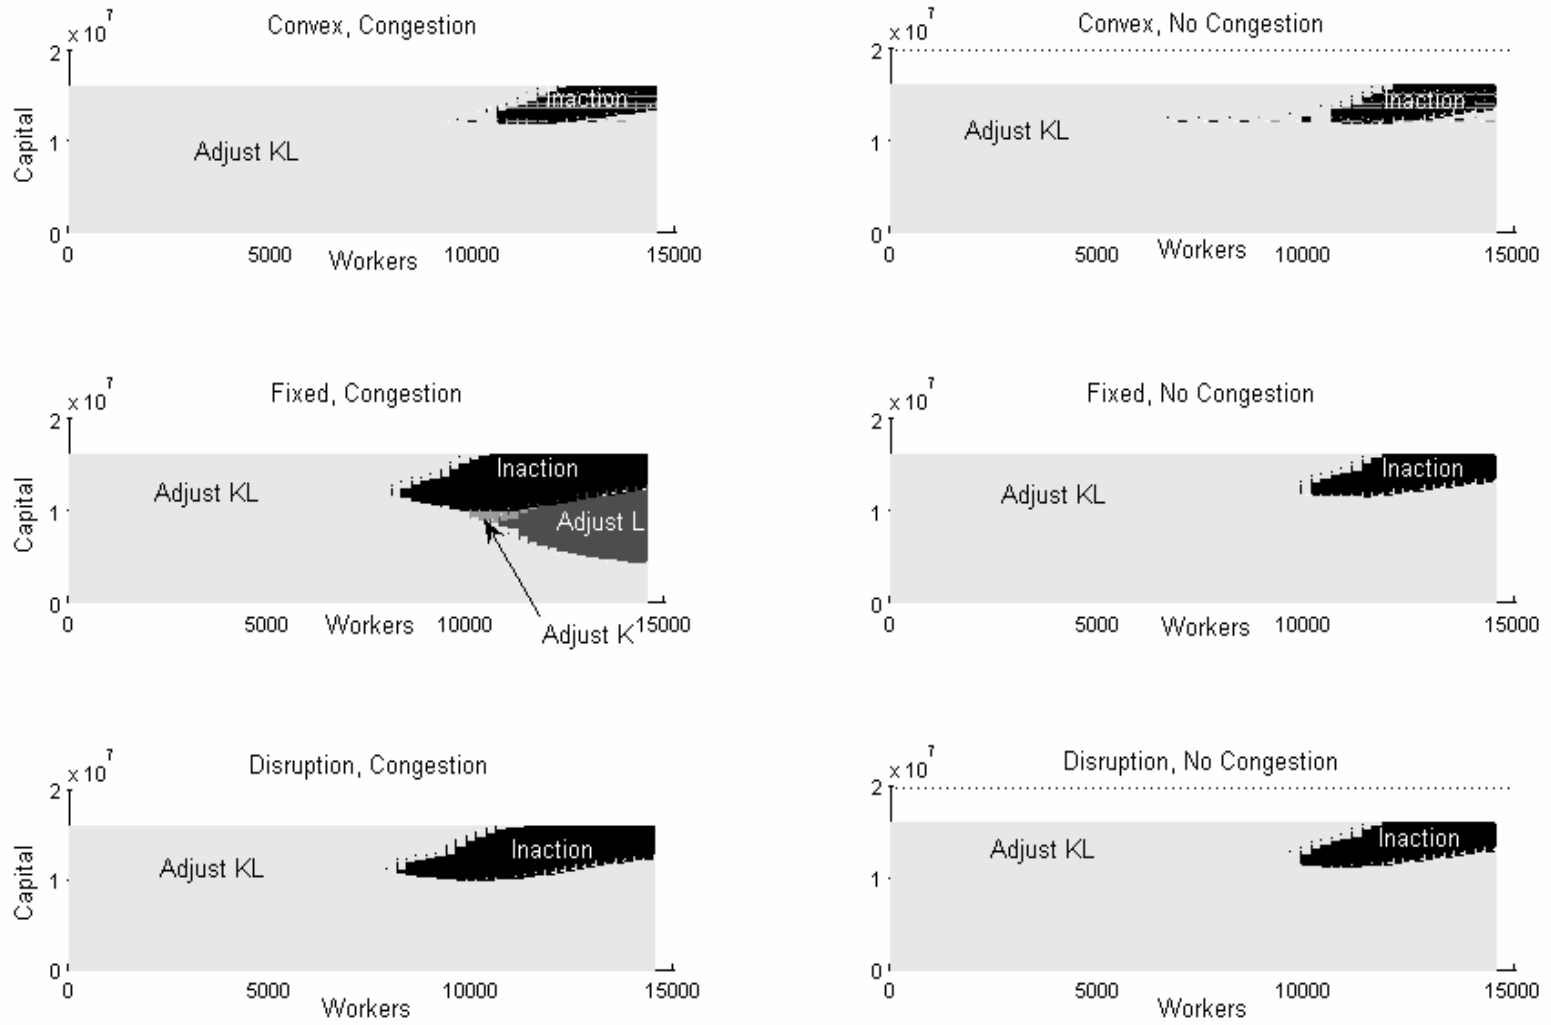 Convex, Congestion
x 10^7
2
1
0
Capital
Inaction
Adjust KL
0 5000 10000 15000
Workers
Convex, No Congestion
x 10^7
2
1
0
Inaction
Adjust KL
0 5000 10000 15000
Workers
Fixed, Congestion
x 10^7
2
1
0
Capital
Inaction
Adjust KL
Adjust L
Adjust K
0 5000 10000 15000
Workers
Fixed, No Congestion
x 10^7
2
1
0
Inaction
Adjust KL
0 5000 10000 15000
Workers
Disruption, Congestion
x 10^7
2
1
0
Capital
Inaction
Adjust KL
0 5000 10000 15000
Workers
Disruption, No Congestion
x 10^7
2
1
0
Inaction
Adjust KL
0 5000 10000 15000
Workers